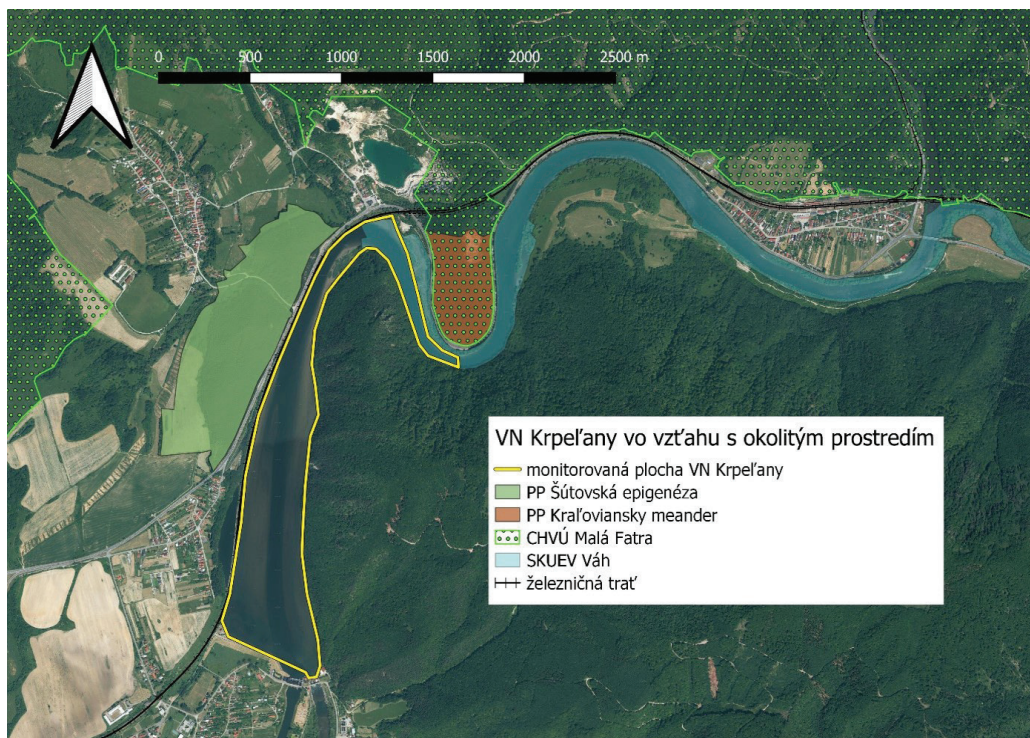 0 500 1000 1500 2000 2500 m
VN Krpeľany vo vzťahu s okolitým prostredím
monitorovaná plocha VN Krpeľany
PP Šútovská epigenéza
PP Kraľoviansky meander
CHVÚ Malá Fatra
SKUEV Váh
železničná trať